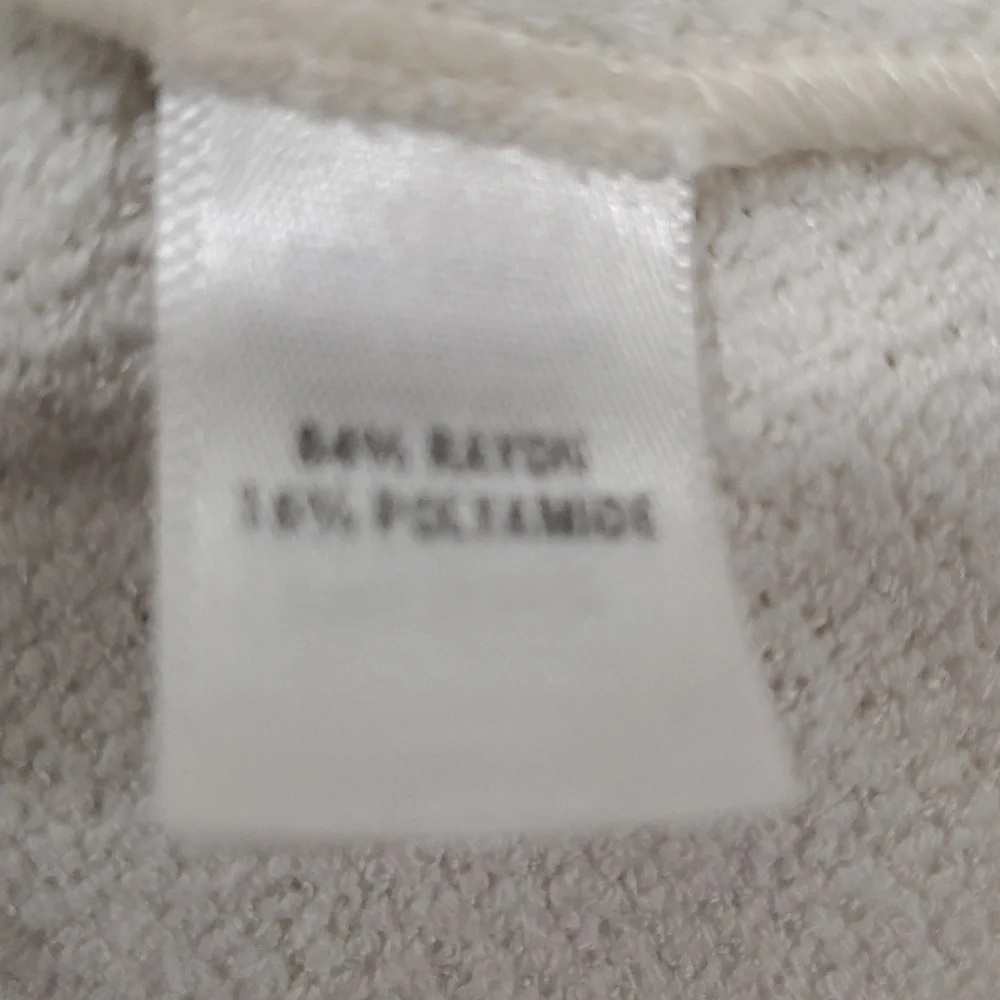 84% RAYON
16% POLYAMIDE